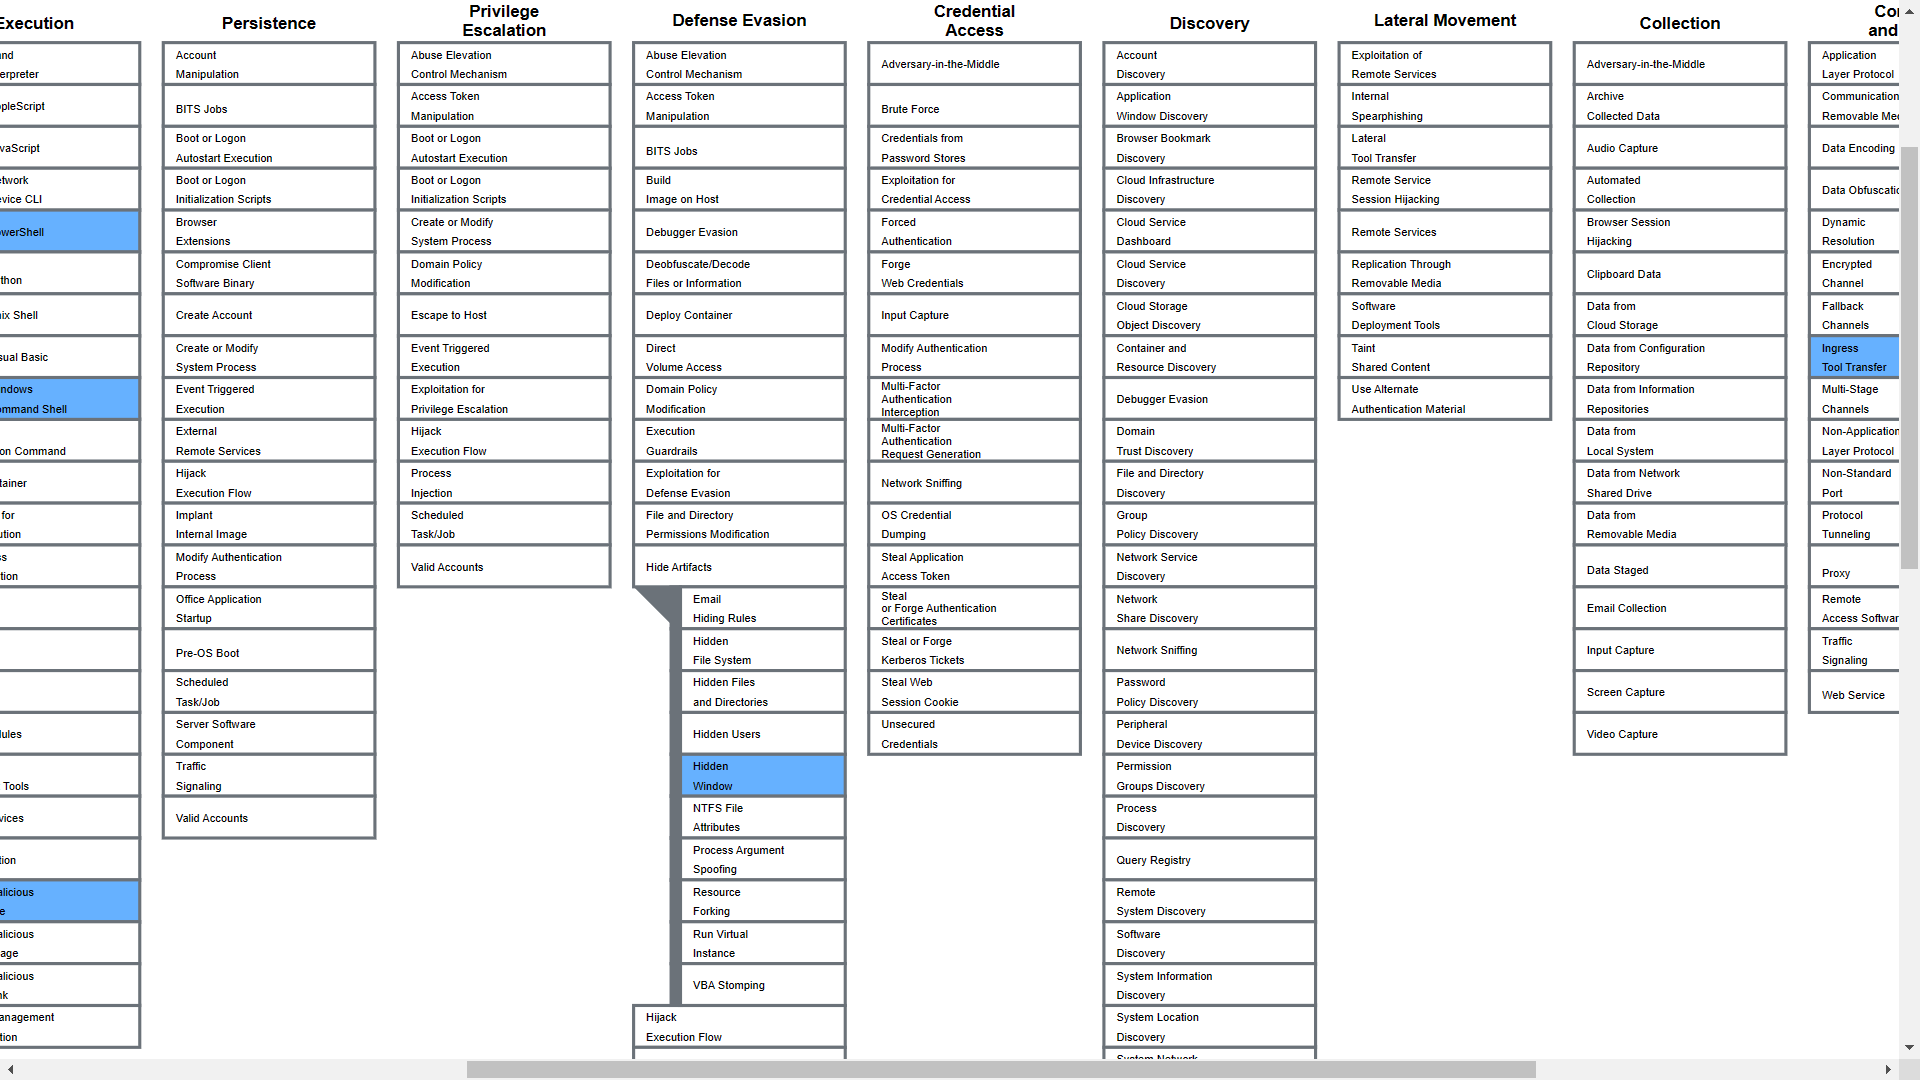 Execution
and
erpreter
pleScript
vaScript
etwork
evice CLI
owerShell
thon
ix Shell
sual Basic
ndows
ommand Shell
on Command
tainer
for
ution
ss
tion
dules
Tools
vices
tion
alicious
e
alicious
age
alicious
nk
anagement
tion
Persistence
Account
Manipulation
BITS Jobs
Boot or Logon
Autostart Execution
Boot or Logon
Initialization Scripts
Browser
Extensions
Compromise Client
Software Binary
Create Account
Create or Modify
System Process
Event Triggered
Execution
External
Remote Services
Hijack
Execution Flow
Implant
Internal Image
Modify Authentication
Process
Office Application
Startup
Pre-OS Boot
Scheduled
Task/Job
Server Software
Component
Traffic
Signaling
Valid Accounts
Privilege
Escalation
Abuse Elevation
Control Mechanism
Access Token
Manipulation
Boot or Logon
Autostart Execution
Boot or Logon
Initialization Scripts
Create or Modify
System Process
Domain Policy
Modification
Escape to Host
Event Triggered
Execution
Exploitation for
Privilege Escalation
Hijack
Execution Flow
Process
Injection
Scheduled
Task/Job
Valid Accounts
Defense Evasion
Abuse Elevation
Control Mechanism
Access Token
Manipulation
BITS Jobs
Build
Image on Host
Debugger Evasion
Deobfuscate/Decode
Files or Information
Deploy Container
Direct
Volume Access
Domain Policy
Modification
Execution
Guardrails
Exploitation for
Defense Evasion
File and Directory
Permissions Modification
Hide Artifacts
Email
Hiding Rules
Hidden
File System
Hidden Files
and Directories
Hidden Users
Hidden
Window
NTFS File
Attributes
Process Argument
Spoofing
Resource
Forking
Run Virtual
Instance
VBA Stomping
Hijack
Execution Flow
Credential
Access
Adversary-in-the-Middle
Brute Force
Credentials from
Password Stores
Exploitation for
Credential Access
Forced
Authentication
Forge
Web Credentials
Input Capture
Modify Authentication
Process
Multi-Factor
Authentication
Interception
Multi-Factor
Authentication
Request Generation
Network Sniffing
OS Credential
Dumping
Steal Application
Access Token
Steal
or Forge Authentication
Certificates
Steal or Forge
Kerberos Tickets
Steal Web
Session Cookie
Unsecured
Credentials
Discovery
Account
Discovery
Application
Window Discovery
Browser Bookmark
Discovery
Cloud Infrastructure
Discovery
Cloud Service
Dashboard
Cloud Service
Discovery
Cloud Storage
Object Discovery
Container and
Resource Discovery
Debugger Evasion
Domain
Trust Discovery
File and Directory
Discovery
Group
Policy Discovery
Network Service
Discovery
Network
Share Discovery
Network Sniffing
Password
Policy Discovery
Peripheral
Device Discovery
Permission
Groups Discovery
Process
Discovery
Query Registry
Remote
System Discovery
Software
Discovery
System Information
Discovery
System Location
Discovery
System Network
Lateral Movement
Exploitation of
Remote Services
Internal
Spearphishing
Lateral
Tool Transfer
Remote Service
Session Hijacking
Remote Services
Replication Through
Removable Media
Software
Deployment Tools
Taint
Shared Content
Use Alternate
Authentication Material
Collection
Adversary-in-the-Middle
Archive
Collected Data
Audio Capture
Automated
Collection
Browser Session
Hijacking
Clipboard Data
Data from
Cloud Storage
Data from Configuration
Repository
Data from Information
Repositories
Data from
Local System
Data from Network
Shared Drive
Data from
Removable Media
Data Staged
Email Collection
Input Capture
Screen Capture
Video Capture
Co
and
Application
Layer Protocol
Communication
Removable Me
Data Encoding
Data Obfuscati
Dynamic
Resolution
Encrypted
Channel
Fallback
Channels
Ingress
Tool Transfer
Multi-Stage
Channels
Non-Application
Layer Protocol
Non-Standard
Port
Protocol
Tunneling
Proxy
Remote
Access Softwar
Traffic
Signaling
Web Service